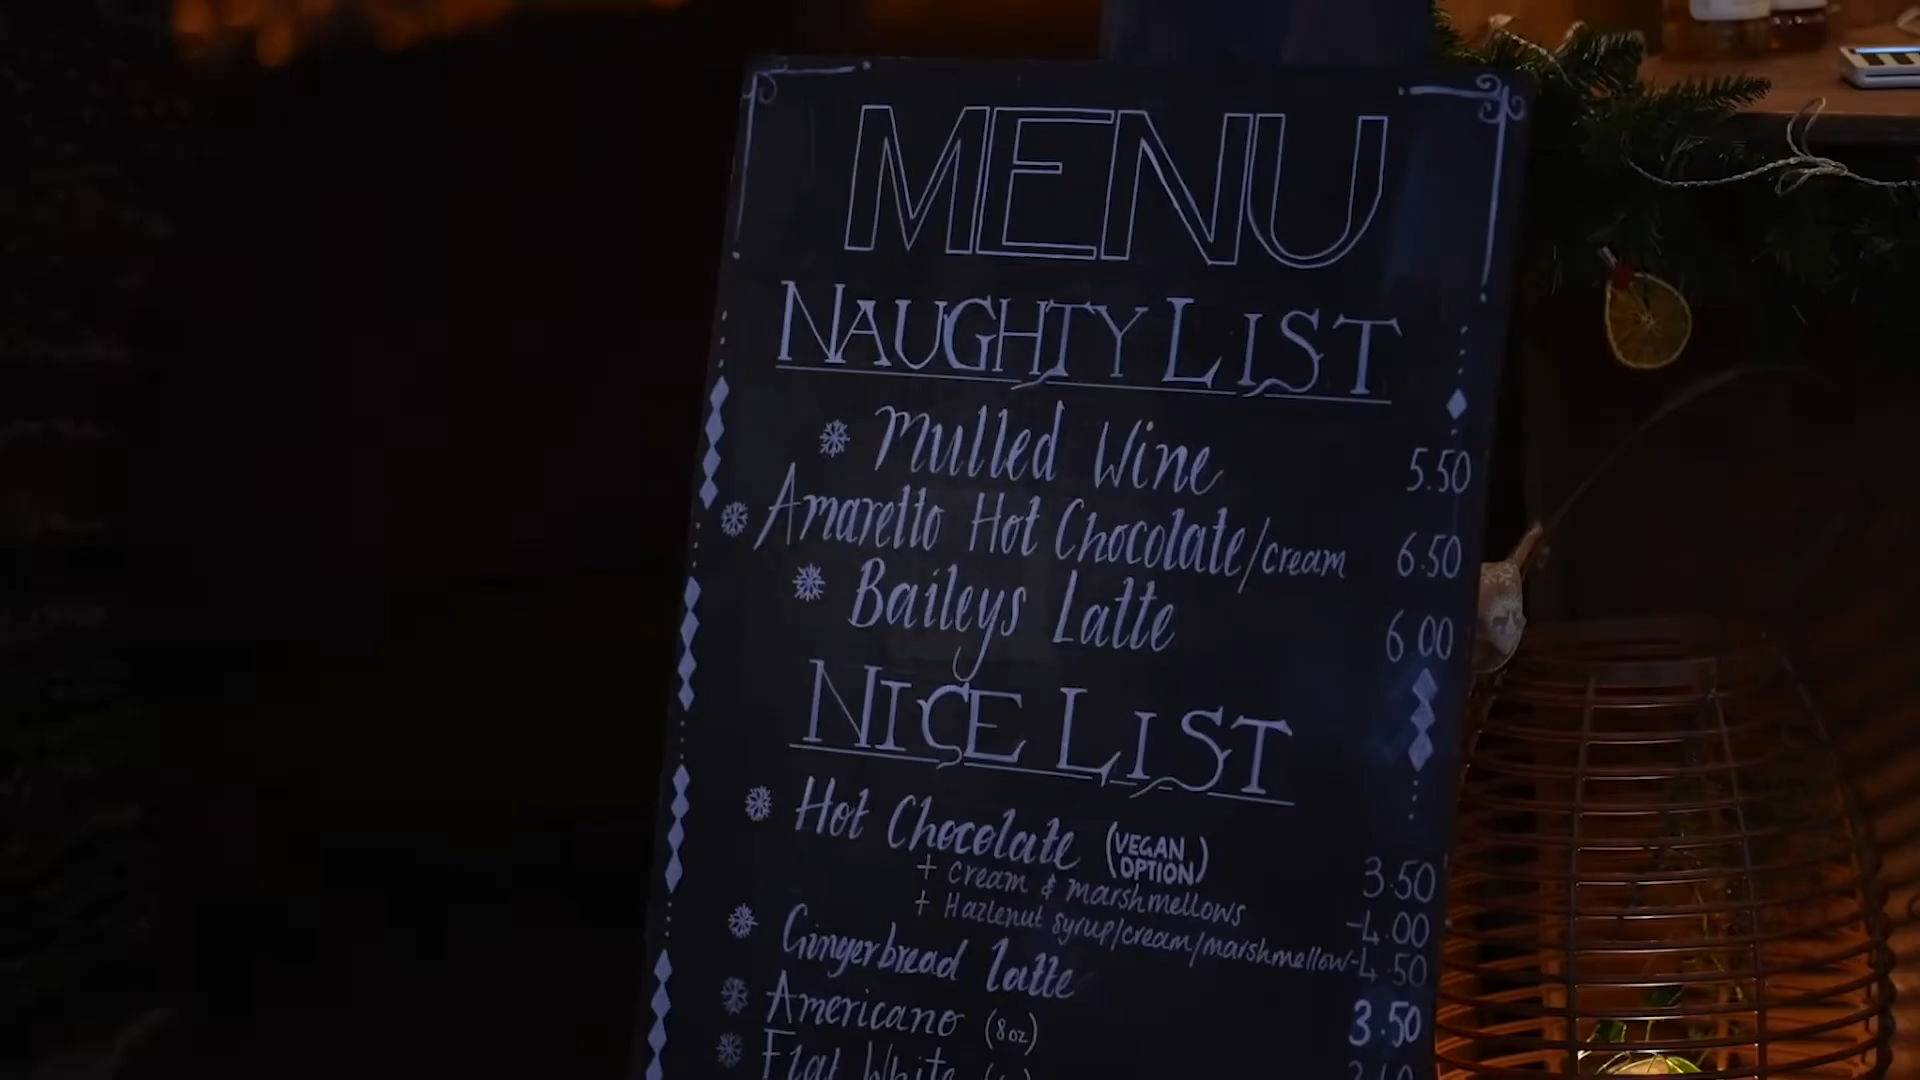 MENU
NAUGHTY LIST
Mulled Wine 5.50
Amaretto Hot Chocolate/cream 6.50
Baileys Latte 6.00
NICE LIST
Hot Chocolate (VEGAN OPTION) 3.50
+ cream & marshmellows -4.00
+ Hazlenut syrup/cream/marshmellow -4.50
Gingerbread latte 3.50
Americano (8oz)
Flat White